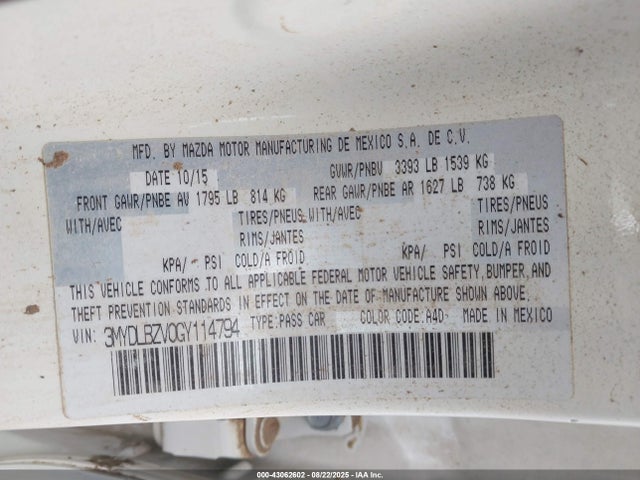 MFD. BY MAZDA MOTOR MANUFACTURING DE MEXICO S.A. DE C.V.
DATE 10/15 GVWR/PNBV 3393 LB 1539 KG
FRONT GAWR/PNBE AV 1795 LB 814 KG REAR GAWR/PNBE AR 1627 LB 738 KG
WITH/AVEC TIRES/PNEUS WITH/AVEC TIRES/PNEUS
RIMS/JANTES RIMS/JANTES
KPA/ PSI COLD/A FROID KPA/ PSI COLD/A FROID
THIS VEHICLE CONFORMS TO ALL APPLICABLE FEDERAL MOTOR VEHICLE SAFETY, BUMPER, AND
THEFT PREVENTION STANDARDS IN EFFECT ON THE DATE OF MANUFACTURE SHOWN ABOVE.
VIN: 3MYDLBZV0GY114794 TYPE:PASS CAR COLOR CODE:A4D- MADE IN MEXICO
000-43062602 - 08/22/2025 - IAA Inc.